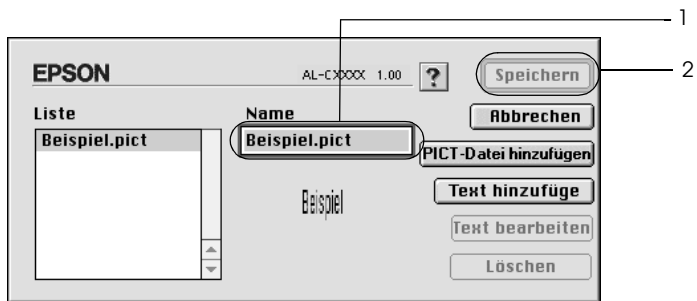 1
EPSON
AL-CXXXX 1.00
?
Speichern
2
Liste
Name
Abbrechen
Beispiel.pict
Beispiel.pict
PICT-Datei hinzufügen
Beispiel
Text hinzufüge
Text bearbeiten
Löschen